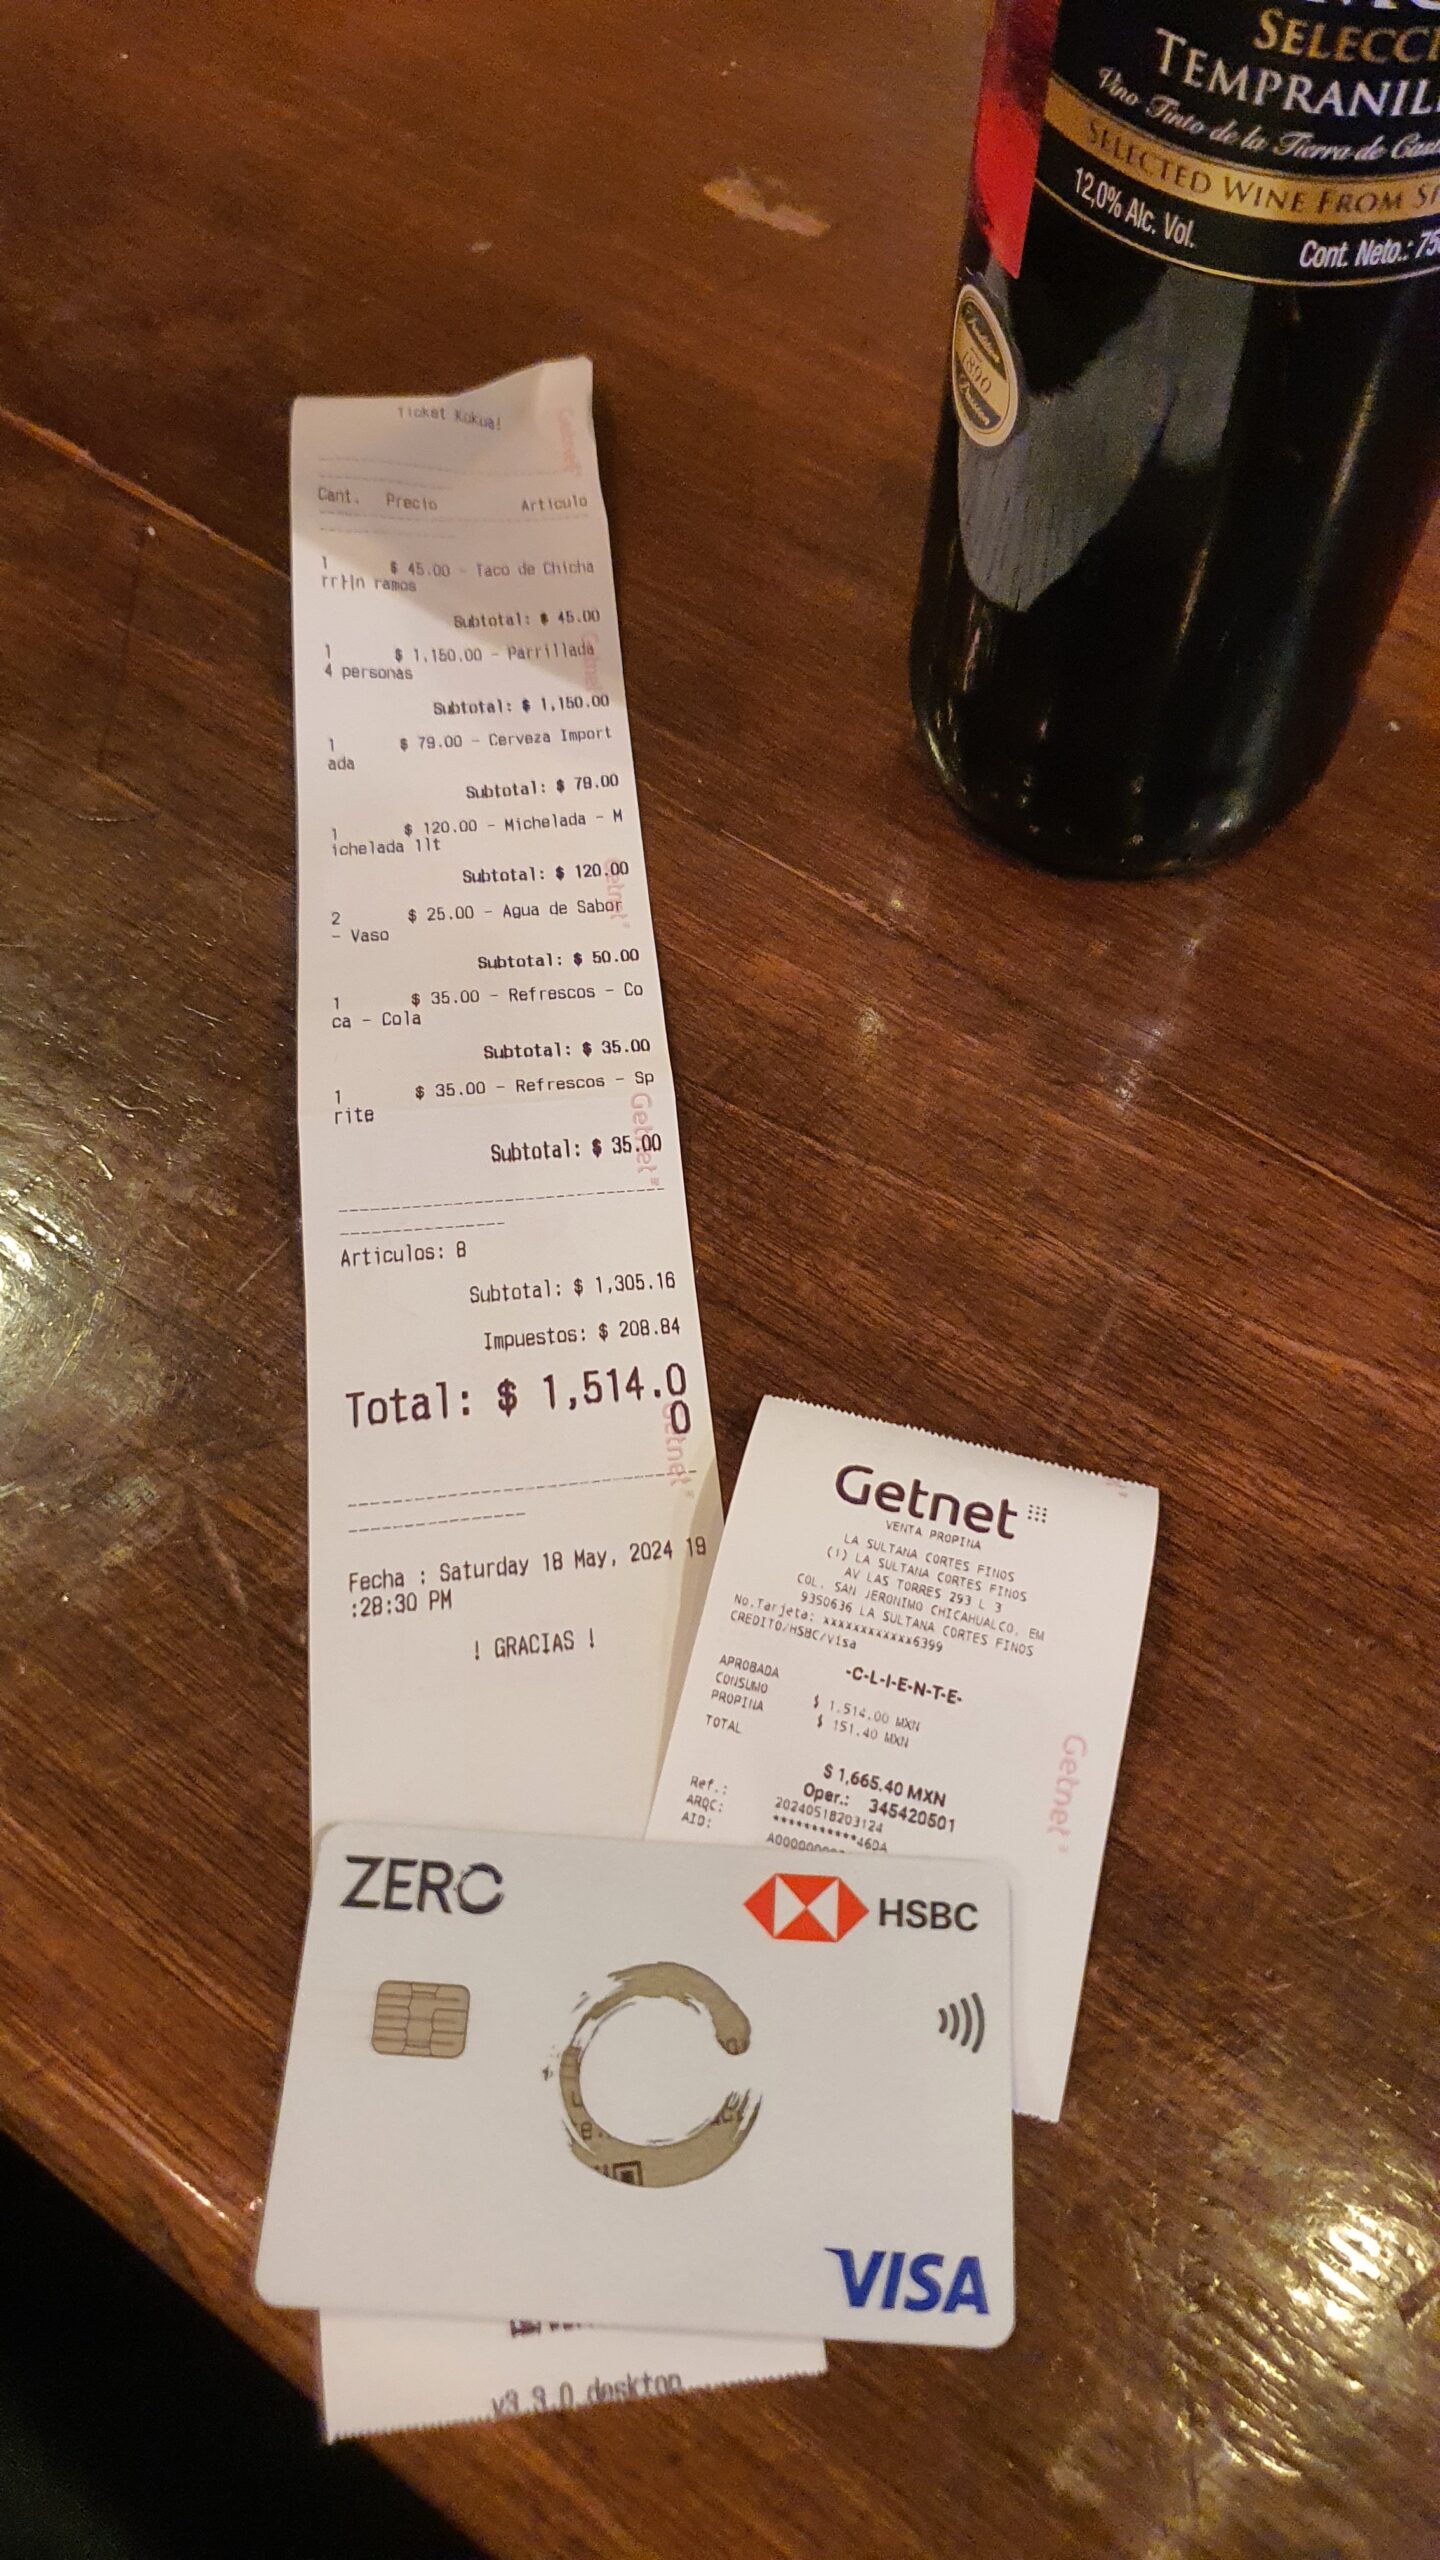 SELECCI
TEMPRANIL
Vino Tinto de la Tierra de Cast
SELECTED WINE FROM SP
12,0% Alc. Vol.
Cont. Neto.: 75
1890
Ticket Kokua!
Cant. Precio Articulo
1 $ 45.00 - Taco de Chicha
rr├|n ramos
Subtotal: $ 45.00
1 $ 1,150.00 - Parrillada
4 personas
Subtotal: $ 1,150.00
1 $ 79.00 - Cerveza Import
ada
Subtotal: $ 79.00
1 $ 120.00 - Michelada - M
ichelada 1lt
Subtotal: $ 120.00
2 $ 25.00 - Agua de Sabor
- Vaso
Subtotal: $ 50.00
1 $ 35.00 - Refrescos - Co
ca - Cola
Subtotal: $ 35.00
1 $ 35.00 - Refrescos - Sp
rite
Subtotal: $ 35.00
Articulos: 8
Subtotal: $ 1,305.16
Impuestos: $ 208.84
Total: $ 1,514.0
0
Fecha : Saturday 18 May, 2024 19
:28:30 PM
! GRACIAS !
Getnet
VENTA PROPINA
LA SULTANA CORTES FINOS
(1) LA SULTANA CORTES FINOS
AV LAS TORRES 293 L 3
COL. SAN JERONIMO CHICAHUALCO, EM
9350636 LA SULTANA CORTES FINOS
No.Tarjeta: xxxxxxxxxxxx6399
CREDITO/HSBC/Visa
-C-L-I-E-N-T-E-
APROBADA
CONSUMO $ 1,514.00 MXN
PROPINA $ 151.40 MXN
TOTAL
$ 1,665.40 MXN
Oper.: 345420501
Ref.: 20240518203124
ARQC: ***********46DA
AID:
Getnet
ZERO
HSBC
VISA
v3.3.0 desktop